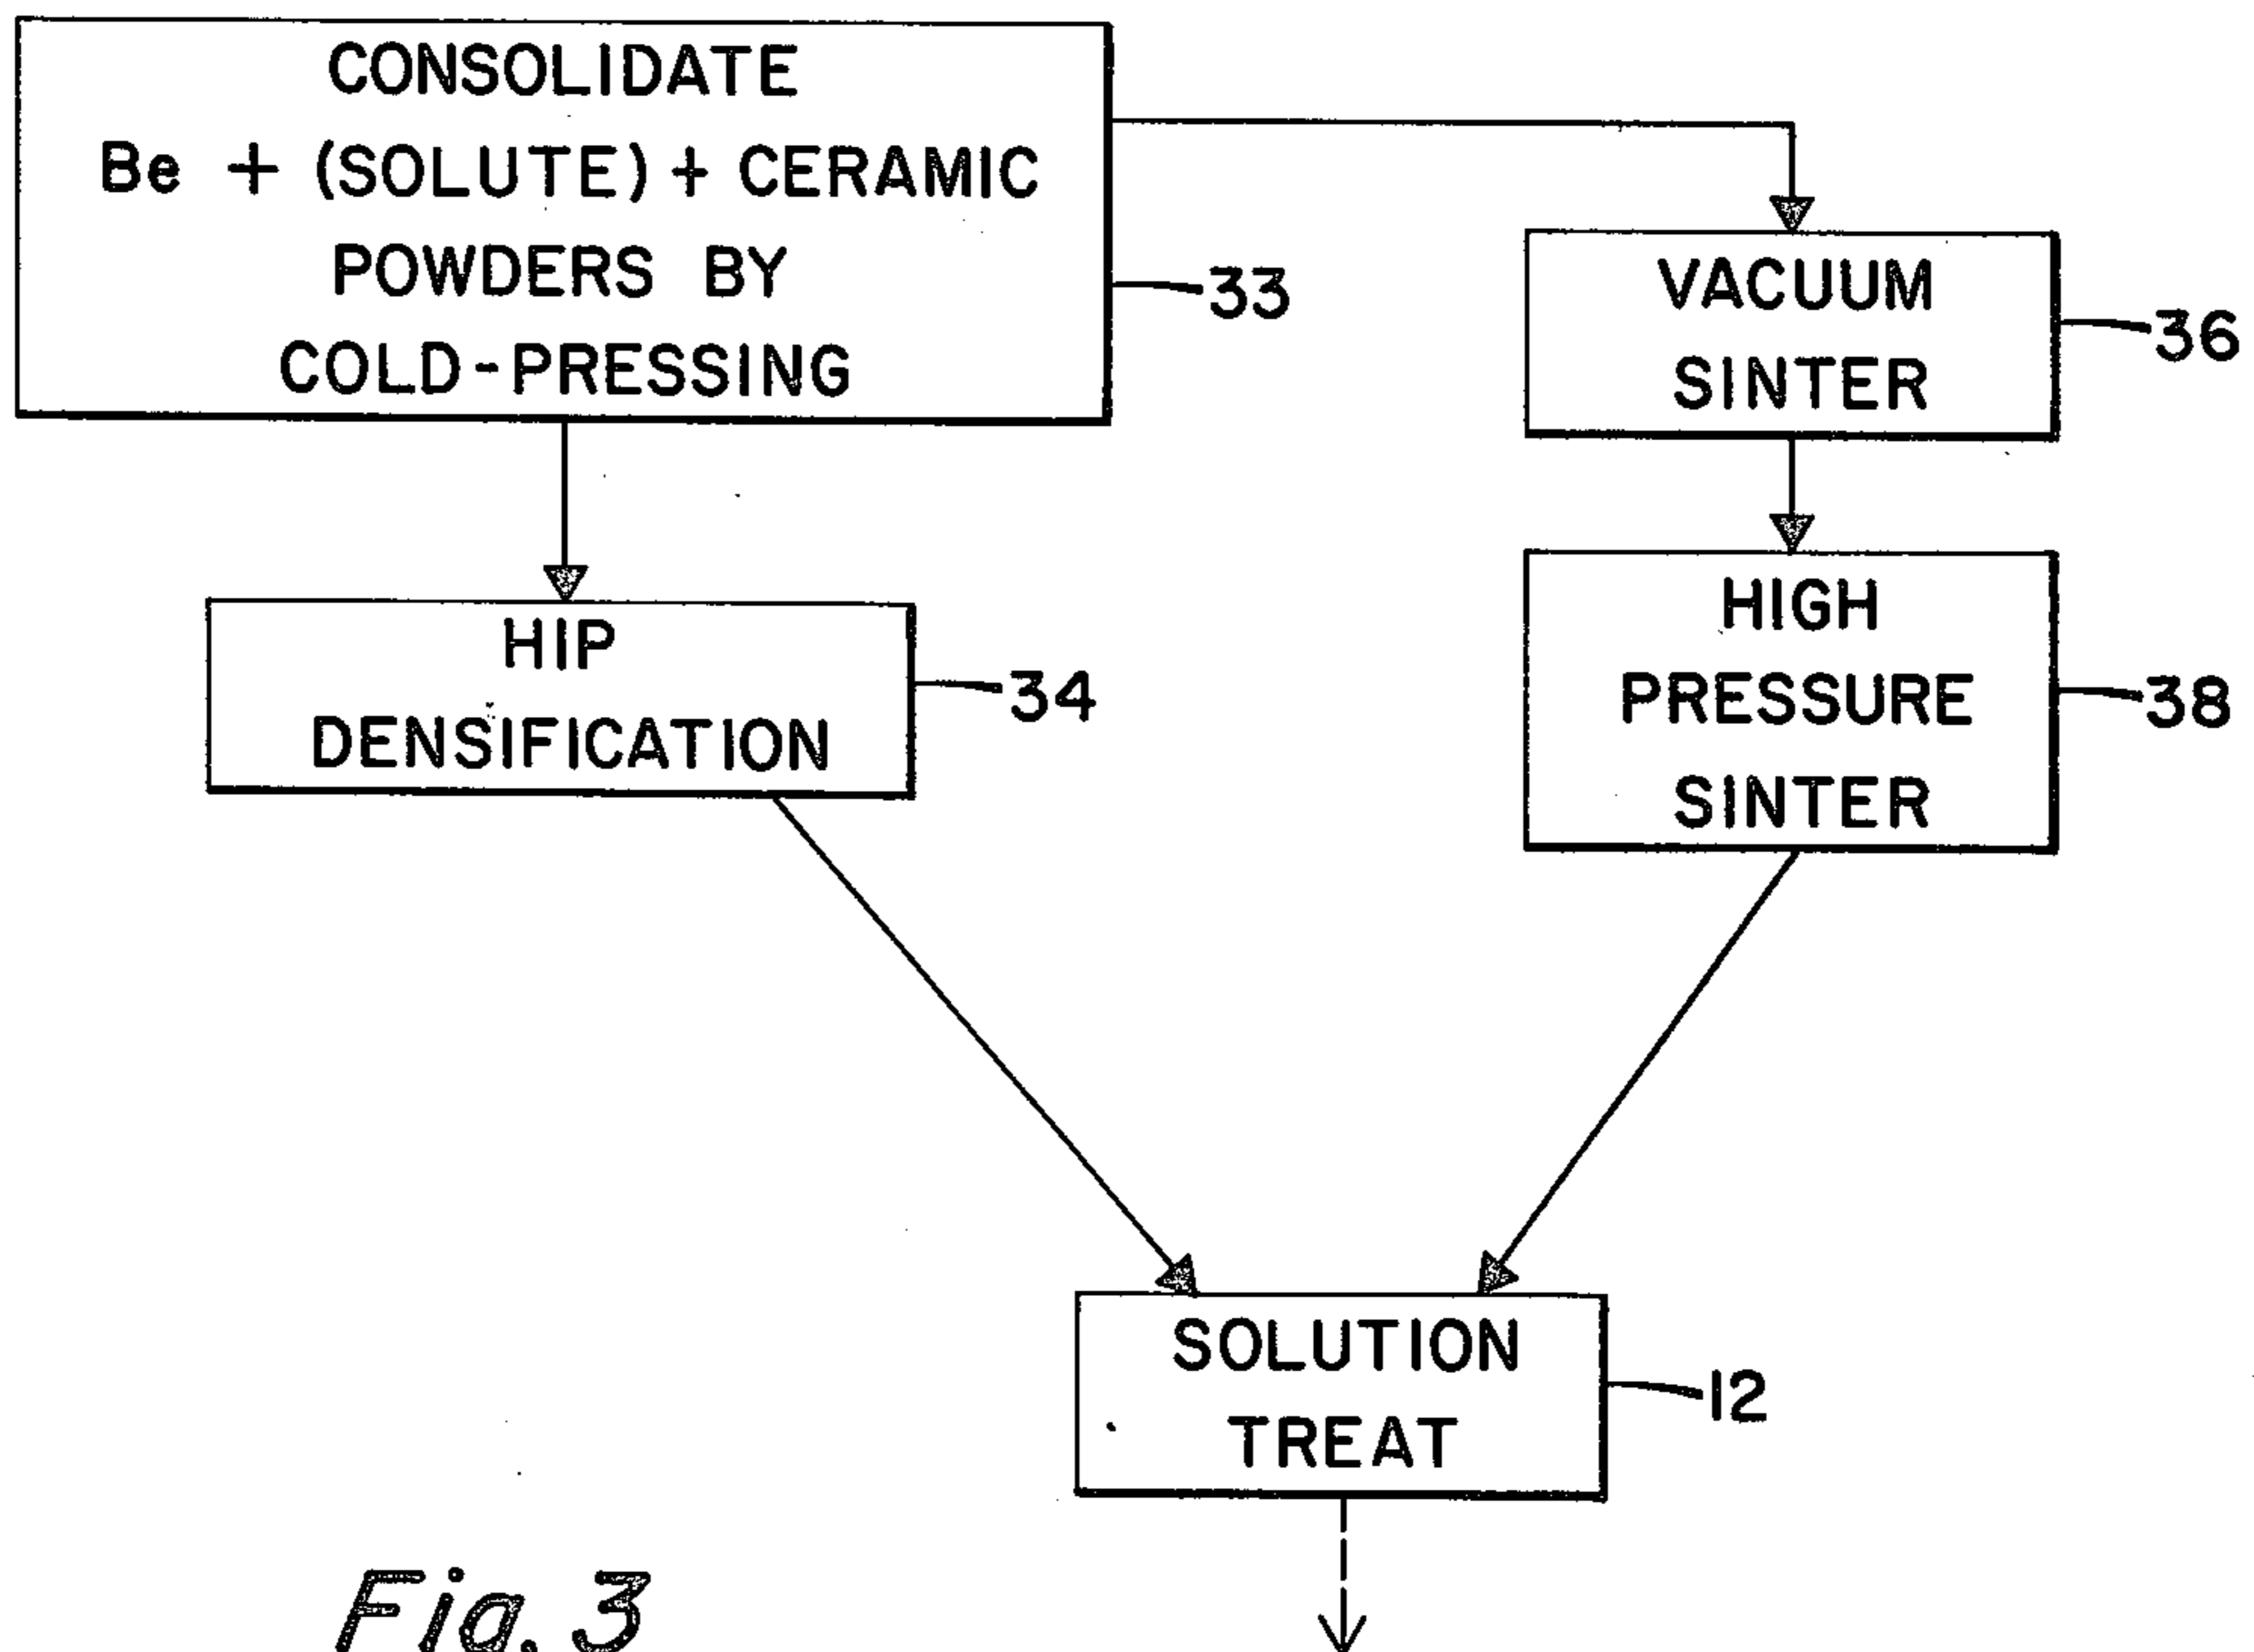 CONSOLIDATE
Be + (SOLUTE) + CERAMIC
POWDERS BY
COLD-PRESSING
33
VACUUM
SINTER
36
HIP
DENSIFICATION
34
HIGH
PRESSURE
SINTER
38
SOLUTION
TREAT
12
Fig. 3